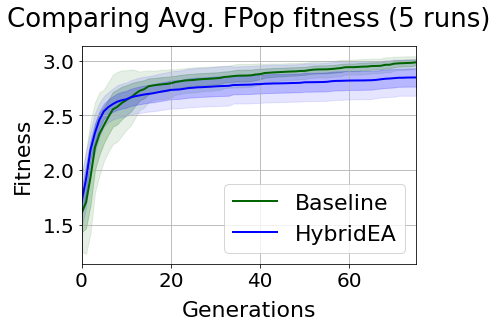 Comparing Avg. FPop fitness (5 runs)
3.0
2.5
2.0
1.5
Fitness
Baseline
HybridEA
0 20 40 60
Generations